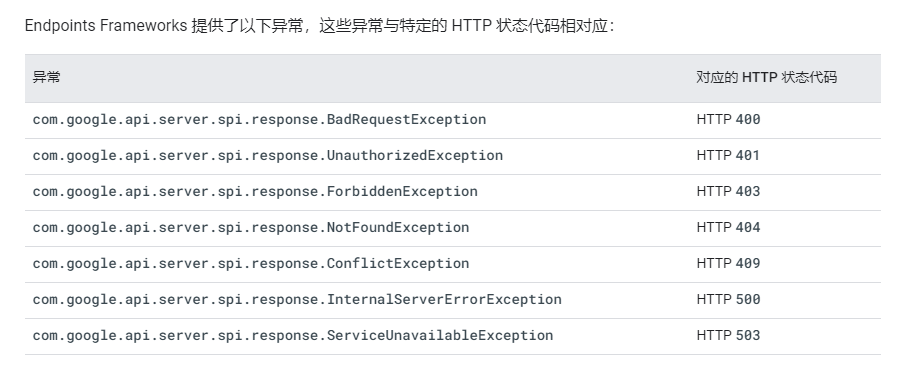 Endpoints Frameworks 提供了以下异常，这些异常与特定的 HTTP 状态代码相对应：
异常 对应的 HTTP 状态代码
com.google.api.server.spi.response.BadRequestException HTTP 400
com.google.api.server.spi.response.UnauthorizedException HTTP 401
com.google.api.server.spi.response.ForbiddenException HTTP 403
com.google.api.server.spi.response.NotFoundException HTTP 404
com.google.api.server.spi.response.ConflictException HTTP 409
com.google.api.server.spi.response.InternalServerErrorException HTTP 500
com.google.api.server.spi.response.ServiceUnavailableException HTTP 503